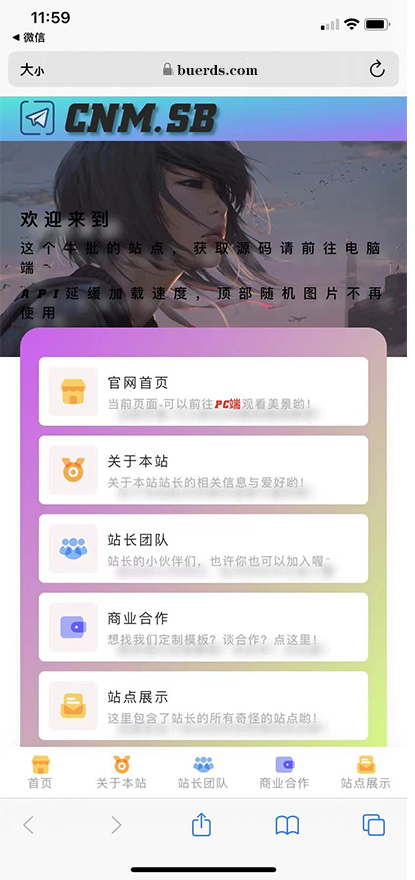 11:59
微信
大小
buerds.com
CNM.SB
欢迎来到
这个牛批的站点，获取源码请前往电脑
端~
API延缓加载速度，顶部随机图片不再
使用
官网首页
当前页面-可以前往PC端观看美景哟！
关于本站
关于本站站长的相关信息与爱好哟！
站长团队
站长的小伙伴们，也许你也可以加入喔~
商业合作
想找我们定制模板？谈合作？点这里！
站点展示
这里包含了站长的所有奇怪的站点哟！
首页
关于本站
站长团队
商业合作
站点展示